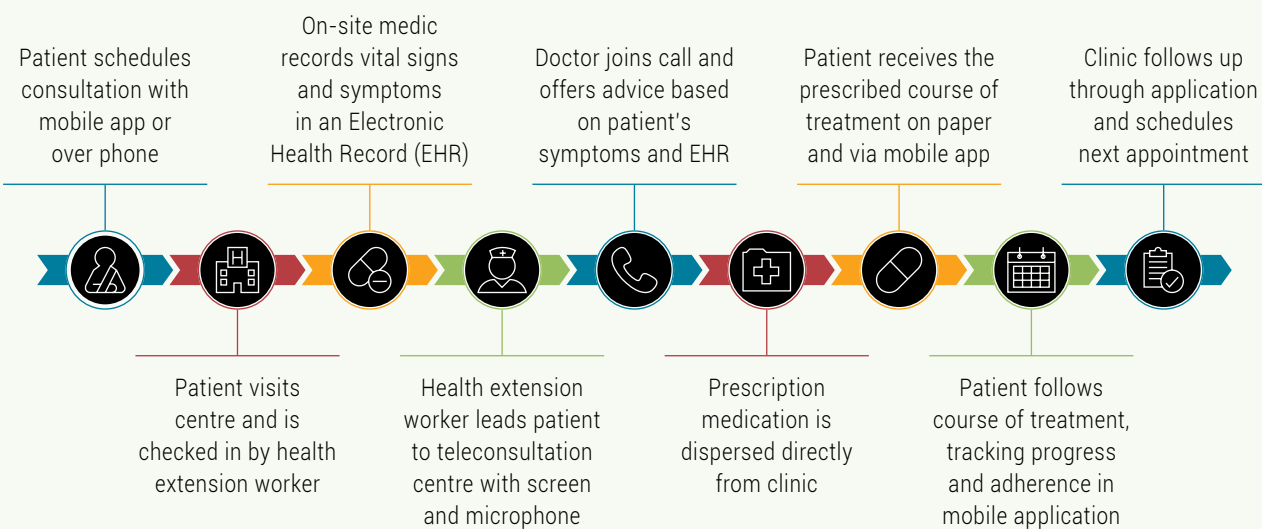 Patient schedules
consultation with
mobile app or
over phone
Patient visits
centre and is
checked in by health
extension worker
On-site medic
records vital signs
and symptoms
in an Electronic
Health Record (EHR)
Health extension
worker leads patient
to teleconsultation
centre with screen
and microphone
Doctor joins call and
offers advice based
on patient's
symptoms and EHR
Prescription
medication is
dispersed directly
from clinic
Patient receives the
prescribed course of
treatment on paper
and via mobile app
Patient follows
course of treatment,
tracking progress
and adherence in
mobile application
Clinic follows up
through application
and schedules
next appointment
H